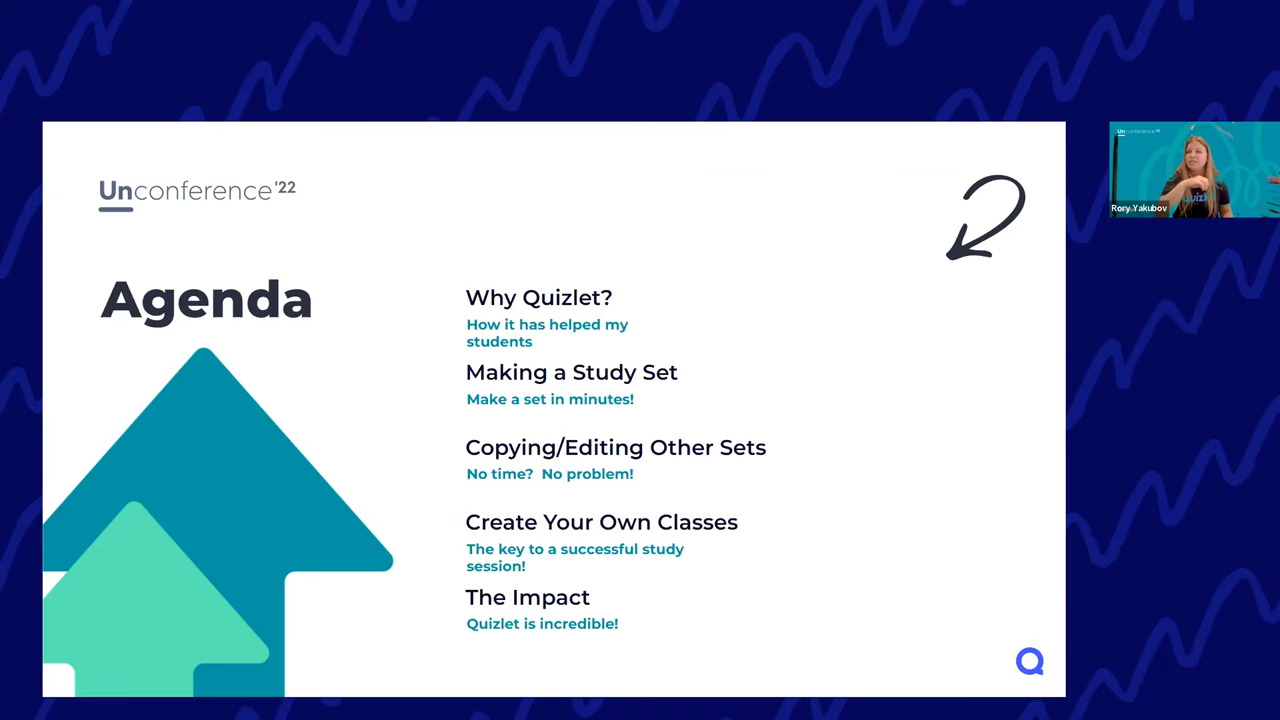 Unconference'22
Agenda
Why Quizlet?
How it has helped my
students
Making a Study Set
Make a set in minutes!
Copying/Editing Other Sets
No time?  No problem!
Create Your Own Classes
The key to a successful study
session!
The Impact
Quizlet is incredible!
Unconference'22
Rory Yakubov